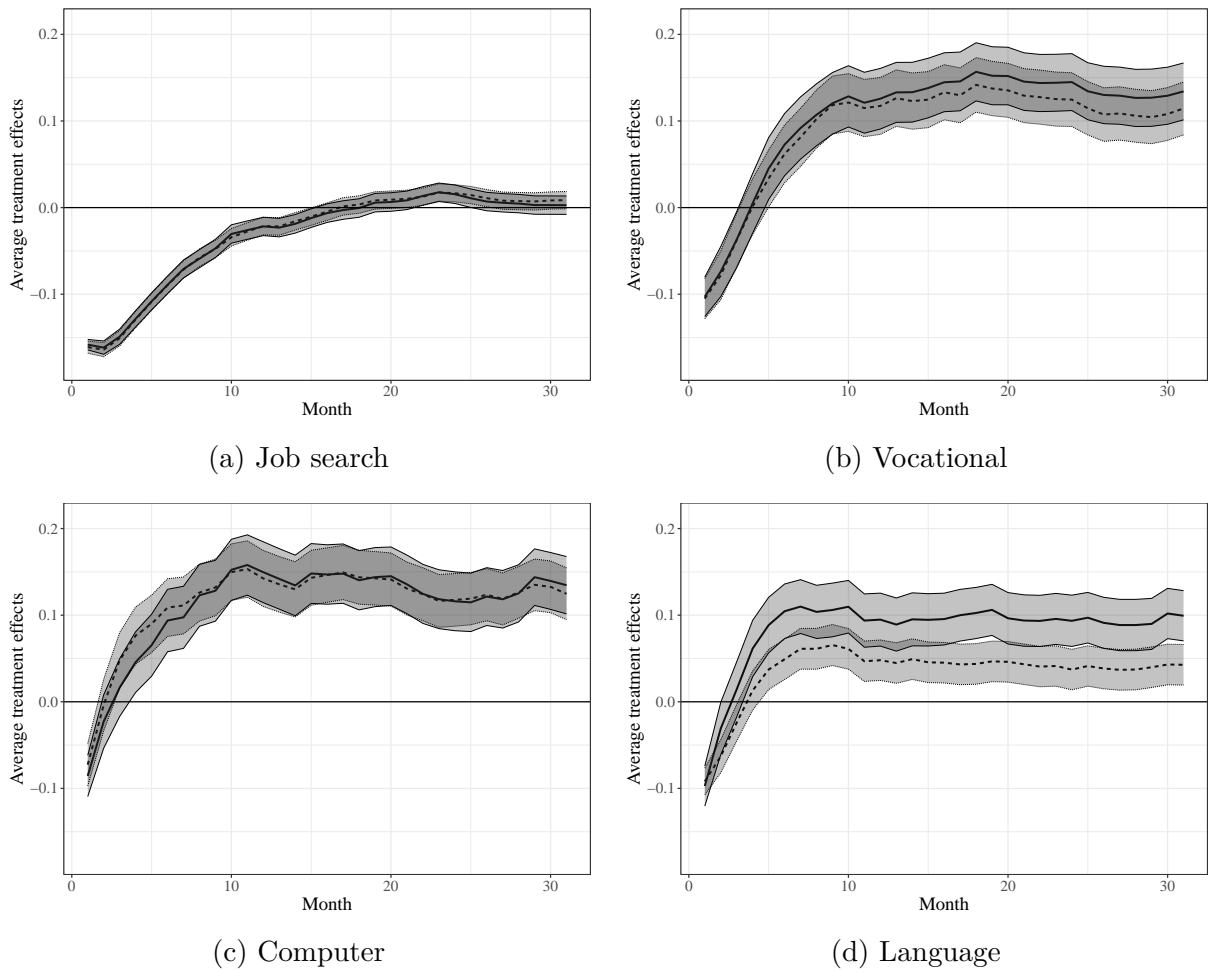 Average treatment effects
0.2
0.1
0.0
−0.1
0 10 20 30
Month
(a) Job search
Average treatment effects
0.2
0.1
0.0
−0.1
0 10 20 30
Month
(b) Vocational
Average treatment effects
0.2
0.1
0.0
−0.1
0 10 20 30
Month
(c) Computer
Average treatment effects
0.2
0.1
0.0
−0.1
0 10 20 30
Month
(d) Language